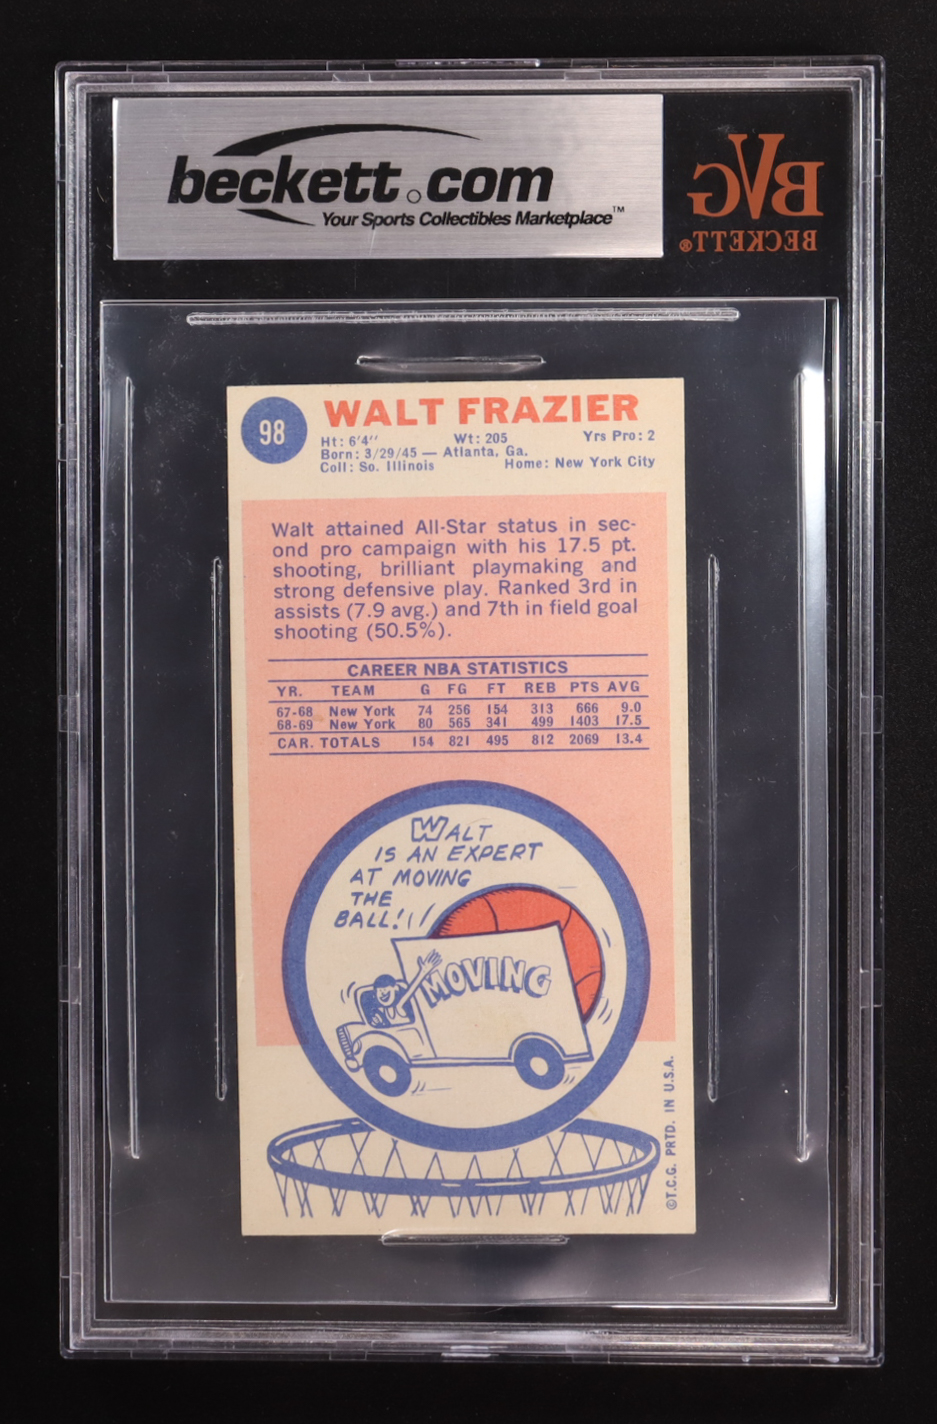 beckett.com
Your Sports Collectibles Marketplace™
BVG
BECKETT®
98
WALT FRAZIER
Ht: 6'4'' Wt: 205 Yrs Pro: 2
Born: 3/29/45 — Atlanta, Ga.
Coll: So. Illinois Home: New York City
Walt attained All-Star status in sec-
ond pro campaign with his 17.5 pt.
shooting, brilliant playmaking and
strong defensive play. Ranked 3rd in
assists (7.9 avg.) and 7th in field goal
shooting (50.5%).
CAREER NBA STATISTICS
YR. TEAM G FG FT REB PTS AVG
67-68 New York 74 256 154 313 666 9.0
68-69 New York 80 565 341 499 1403 17.5
CAR. TOTALS 154 821 495 812 2069 13.4
WALT
IS AN EXPERT
AT MOVING
THE
BALL!
MOVING
©T.C.G. PRTD. IN U.S.A.